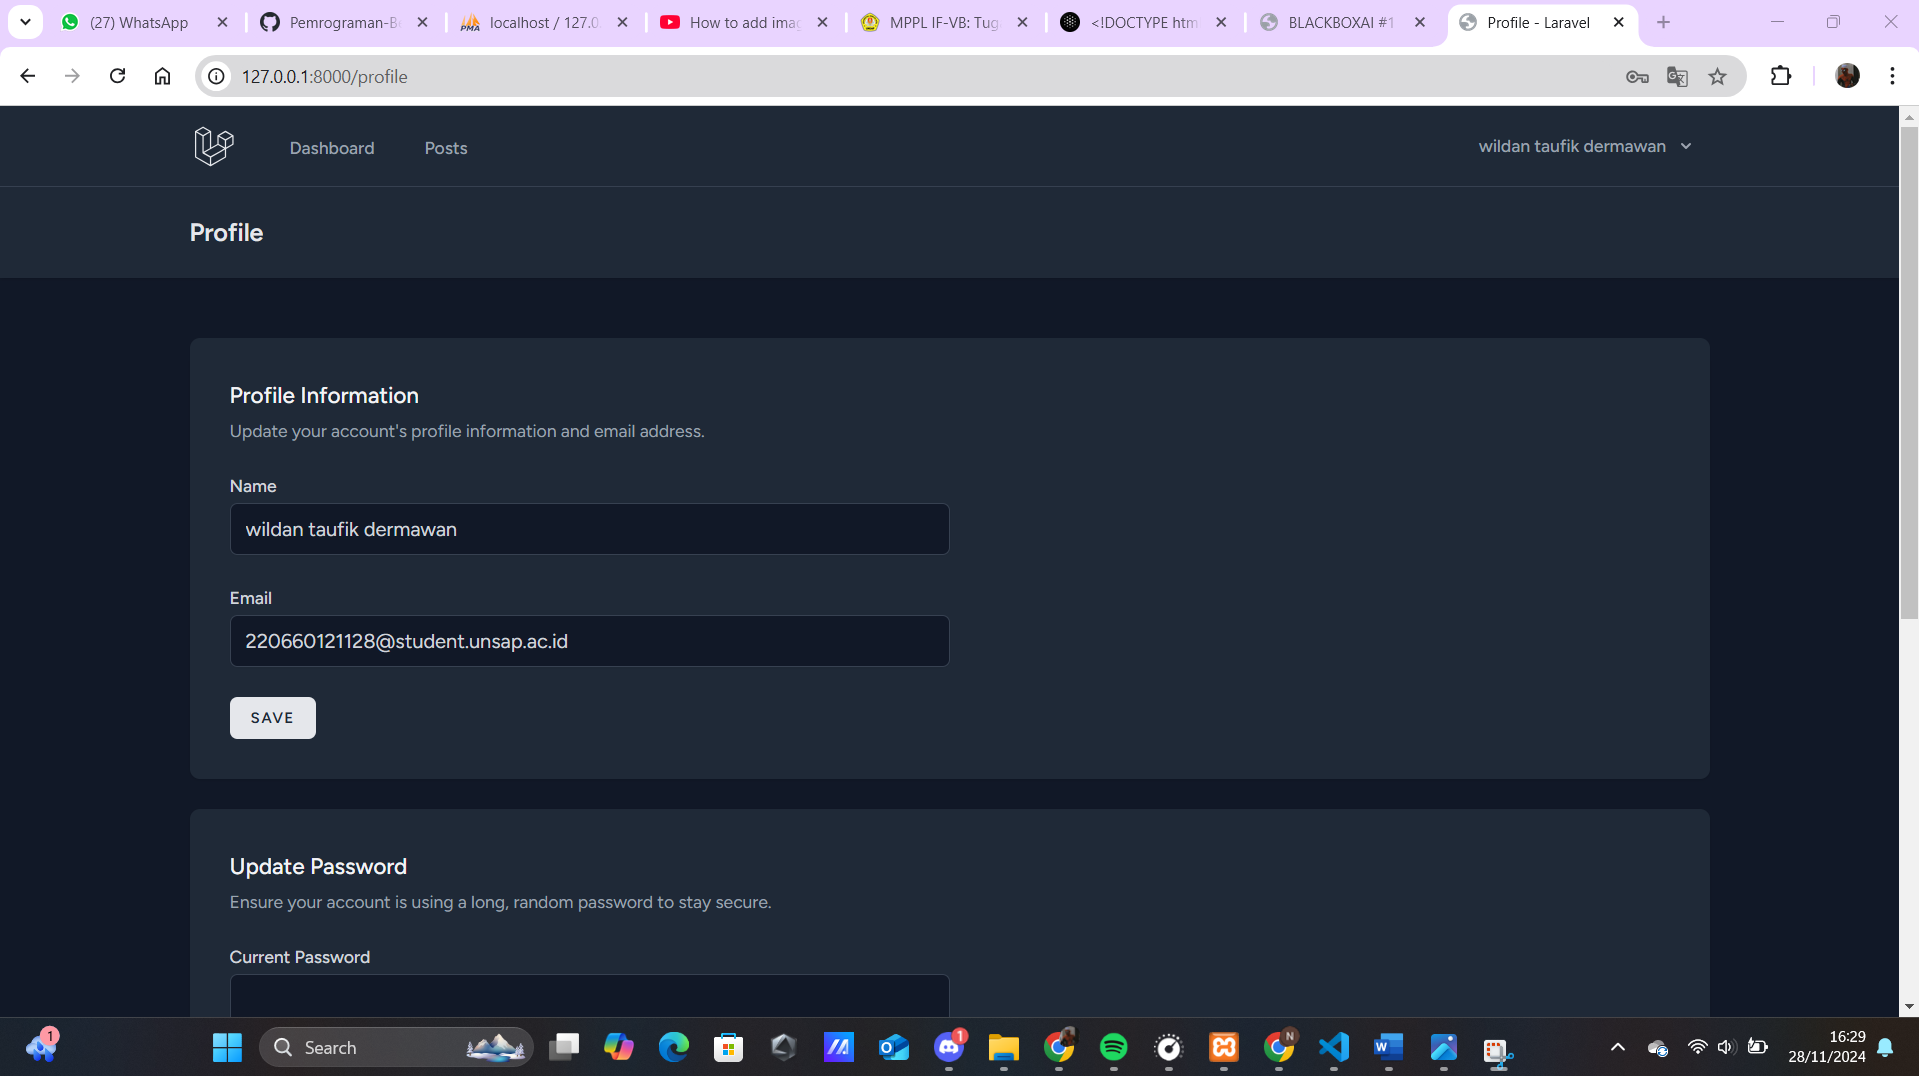 (27) WhatsApp
Pemrograman-Be
localhost / 127.0.
How to add imag
MPPL IF-VB: Tug
<!DOCTYPE htm
BLACKBOXAI #1
Profile - Laravel
127.0.0.1:8000/profile
Dashboard
Posts
wildan taufik dermawan
Profile
Profile Information
Update your account's profile information and email address.
Name
wildan taufik dermawan
Email
220660121128@student.unsap.ac.id
SAVE
Update Password
Ensure your account is using a long, random password to stay secure.
Current Password
1
Search
1
N
16:29
28/11/2024